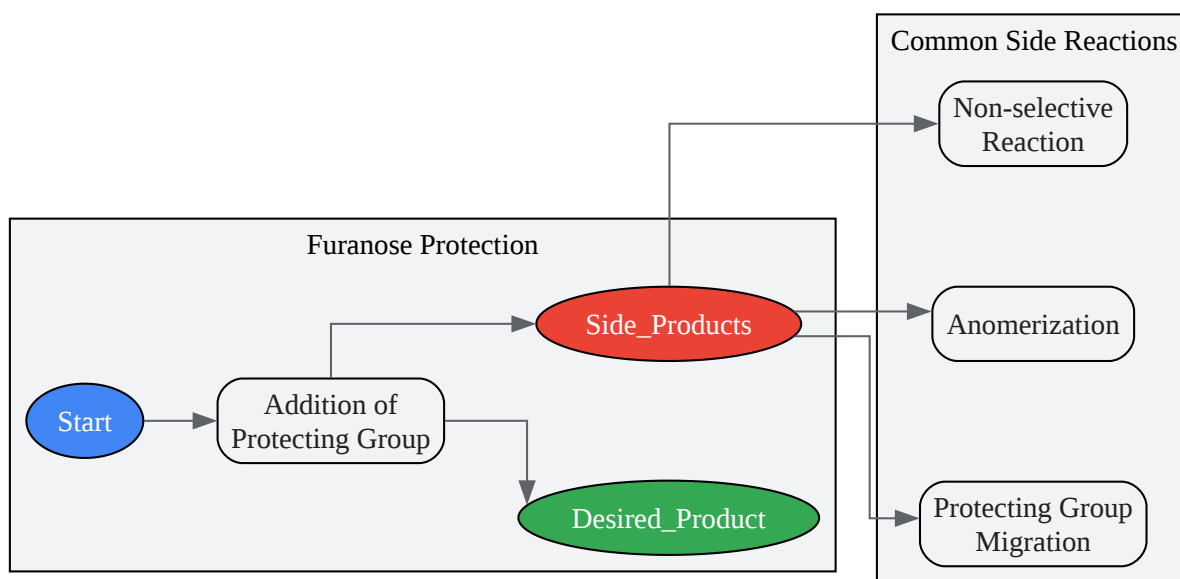 Common Side Reactions
Non-selective
Reaction
Furanose Protection
Side_Products
Anomerization
Start
Addition of
Protecting Group
Desired_Product
Protecting Group
Migration